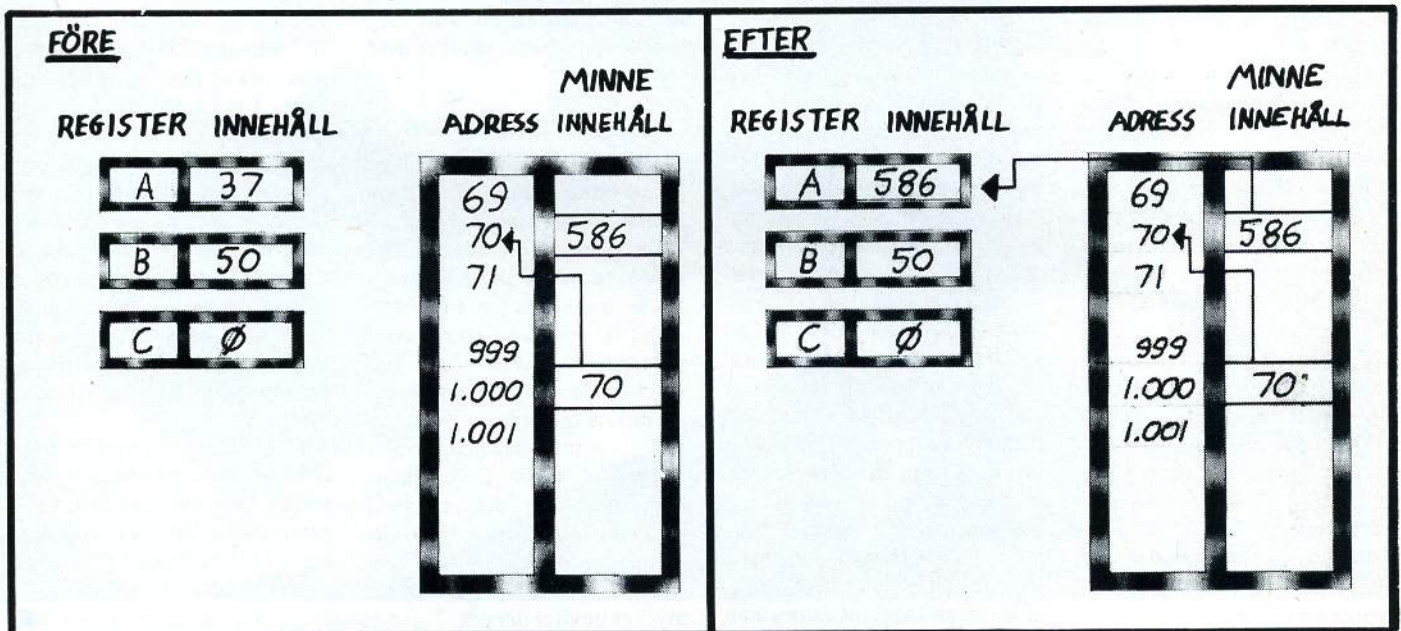 FÖRE
MINNE
REGISTER INNEHÅLL ADRESS INNEHÅLL
A 37
B 50
C Ø
69
70 586
71
999
1.000 70
1.001
EFTER
MINNE
REGISTER INNEHÅLL ADRESS INNEHÅLL
A 586
B 50
C Ø
69
70 586
71
999
1.000 70
1.001